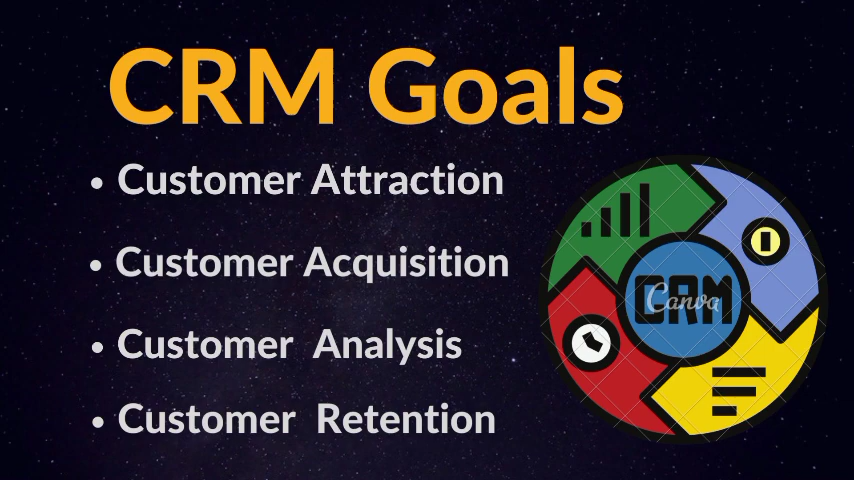 CRM Goals
• Customer Attraction
• Customer Acquisition
• Customer Analysis
• Customer Retention
CRM
Canva